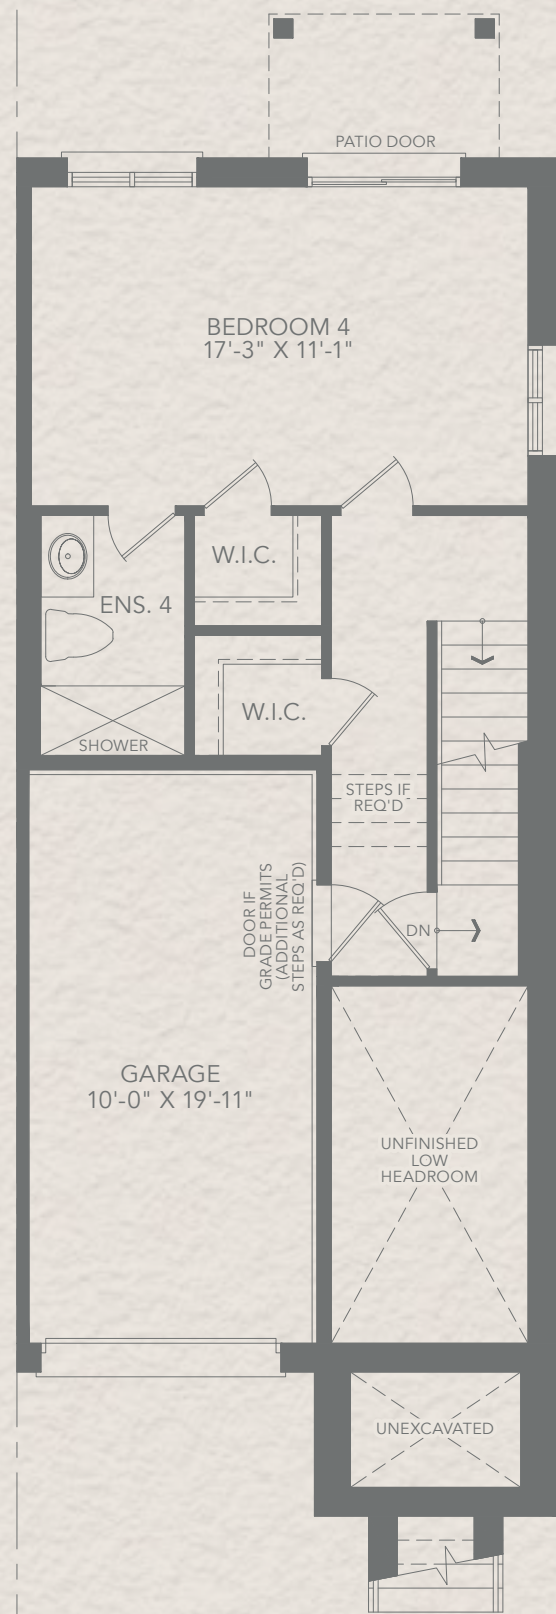 PATIO DOOR
BEDROOM 4
17'-3" X 11'-1"
W.I.C.
ENS. 4
W.I.C.
SHOWER
STEPS IF
REQ'D
DOOR IF
GRADE PERMITS
(ADDITIONAL
STEPS AS REQ'D)
DN
GARAGE
10'-0" X 19'-11"
UNFINISHED
LOW
HEADROOM
UNEXCAVATED